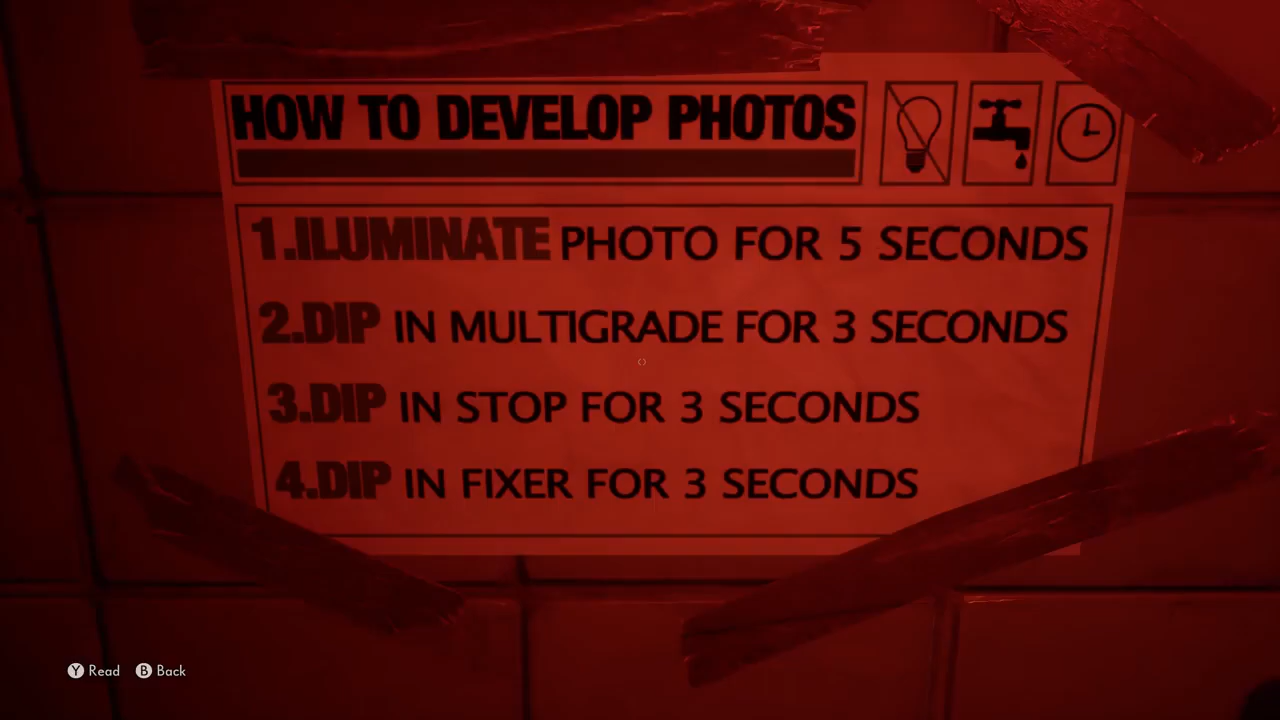 HOW TO DEVELOP PHOTOS
1.ILUMINATE PHOTO FOR 5 SECONDS
2.DIP IN MULTIGRADE FOR 3 SECONDS
3.DIP IN STOP FOR 3 SECONDS
4.DIP IN FIXER FOR 3 SECONDS
Y Read B Back